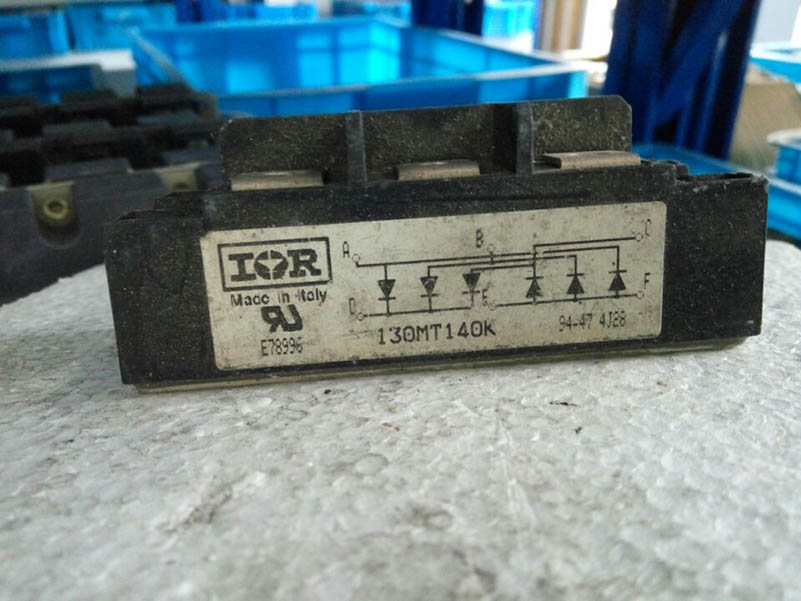 IOR
Made in Italy
E78996
A
B
C
D
E
F
130MT140K
94-47 4J28